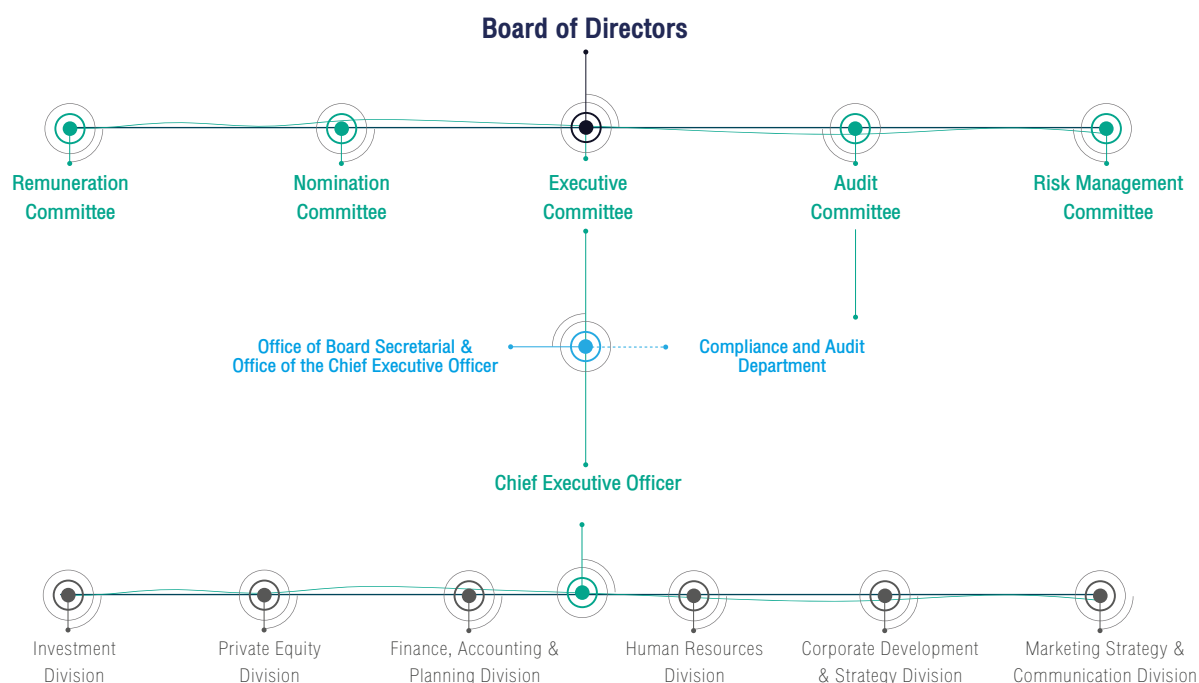 Board of Directors
Remuneration
Committee
Nomination
Committee
Executive
Committee
Audit
Committee
Risk Management
Committee
Office of Board Secretarial &
Office of the Chief Executive Officer
Compliance and Audit
Department
Chief Executive Officer
Investment
Division
Private Equity
Division
Finance, Accounting &
Planning Division
Human Resources
Division
Corporate Development
& Strategy Division
Marketing Strategy &
Communication Division